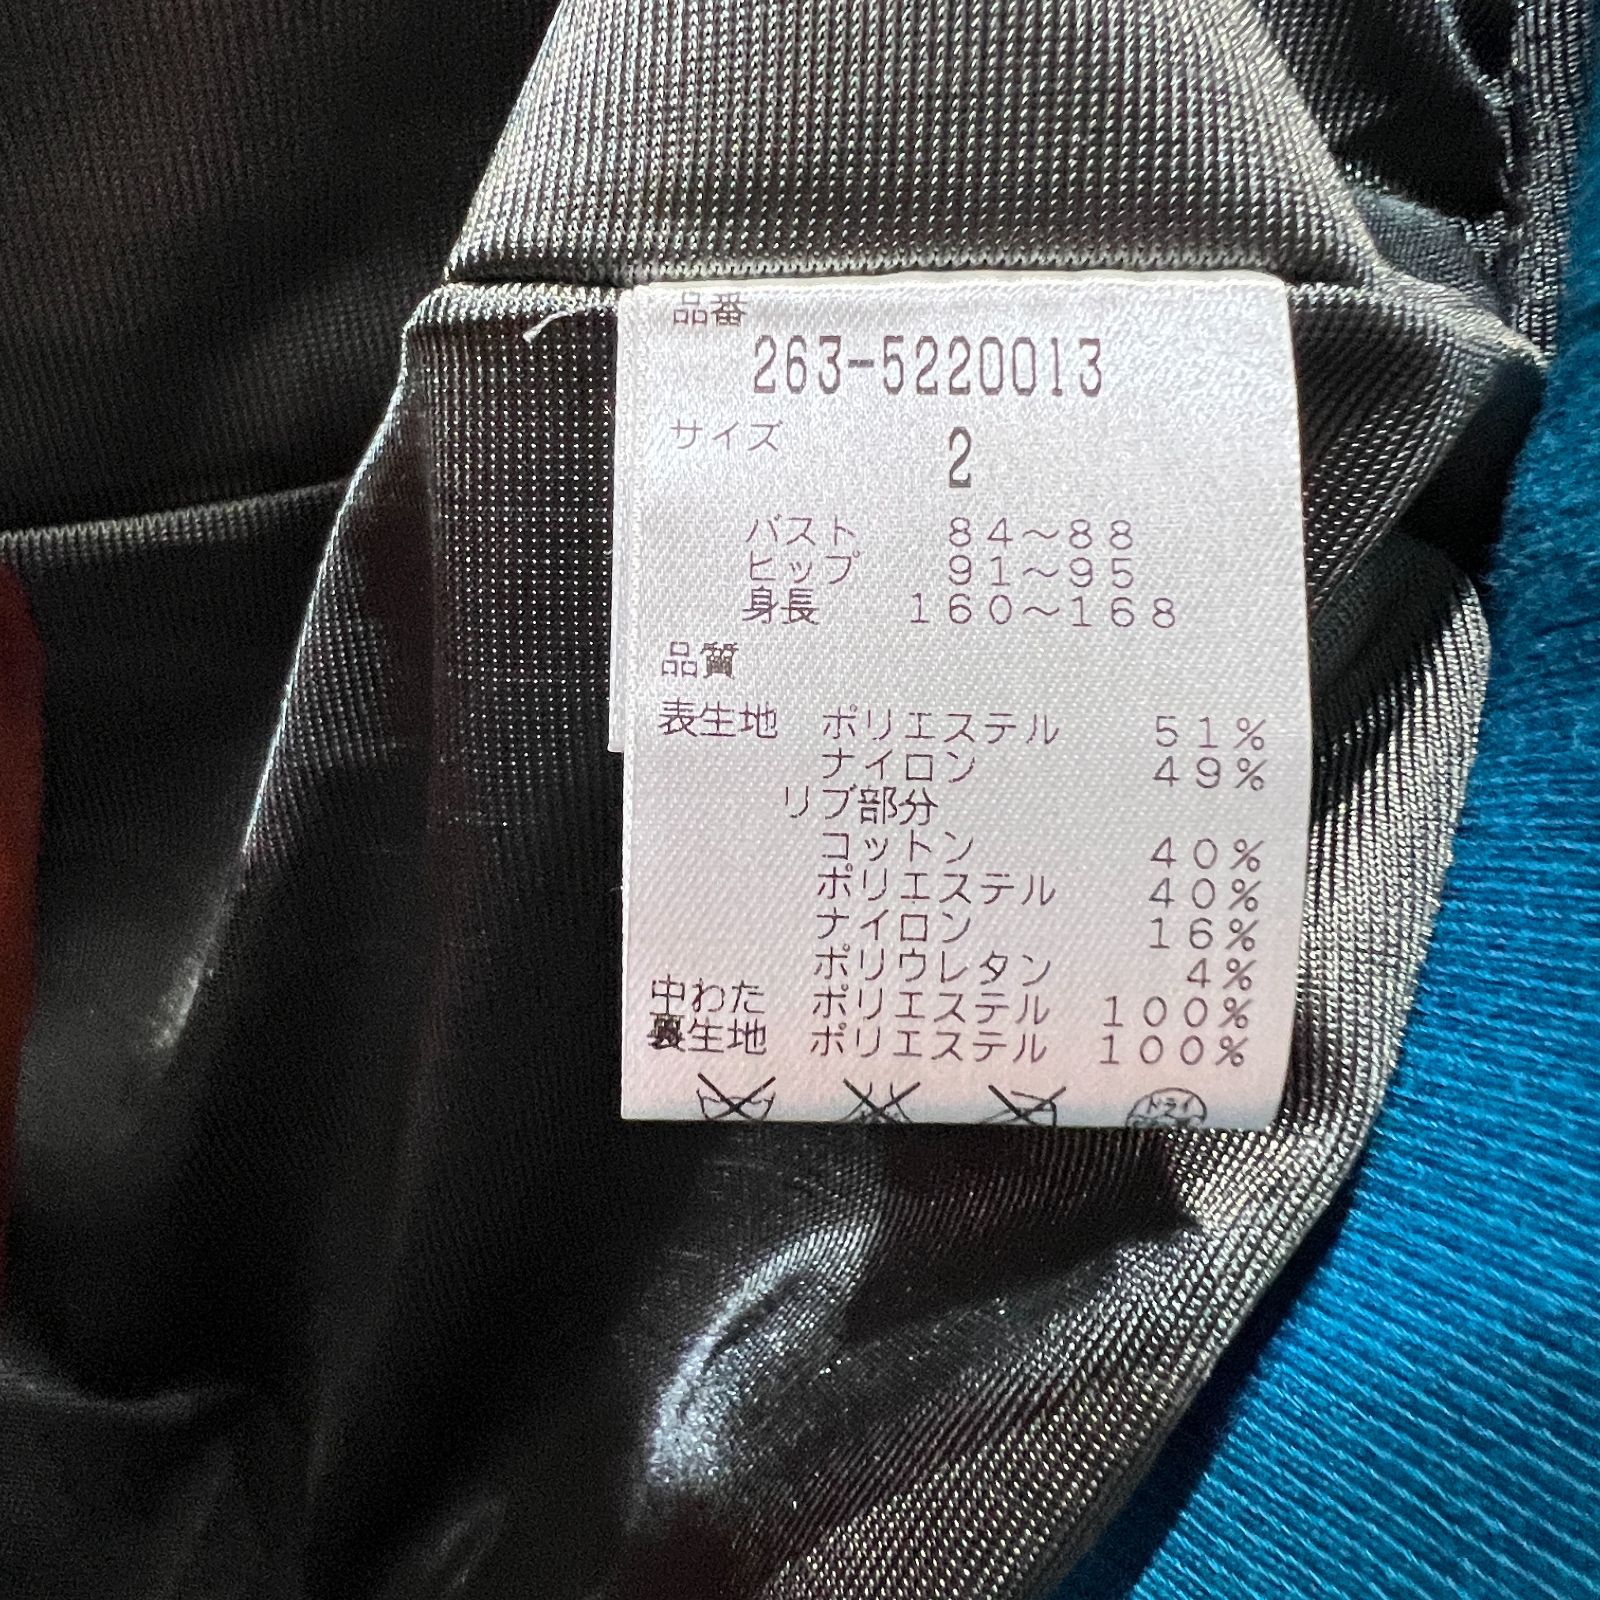 品番
263-5220013
サイズ 2
バスト 84~88
ヒップ 91~95
身長 160~168
品質
表生地 ポリエステル 51%
ナイロン 49%
リブ部分
コットン 40%
ポリエステル 40%
ナイロン 16%
ポリウレタン 4%
中わた ポリエステル 100%
裏生地 ポリエステル 100%
ドライ